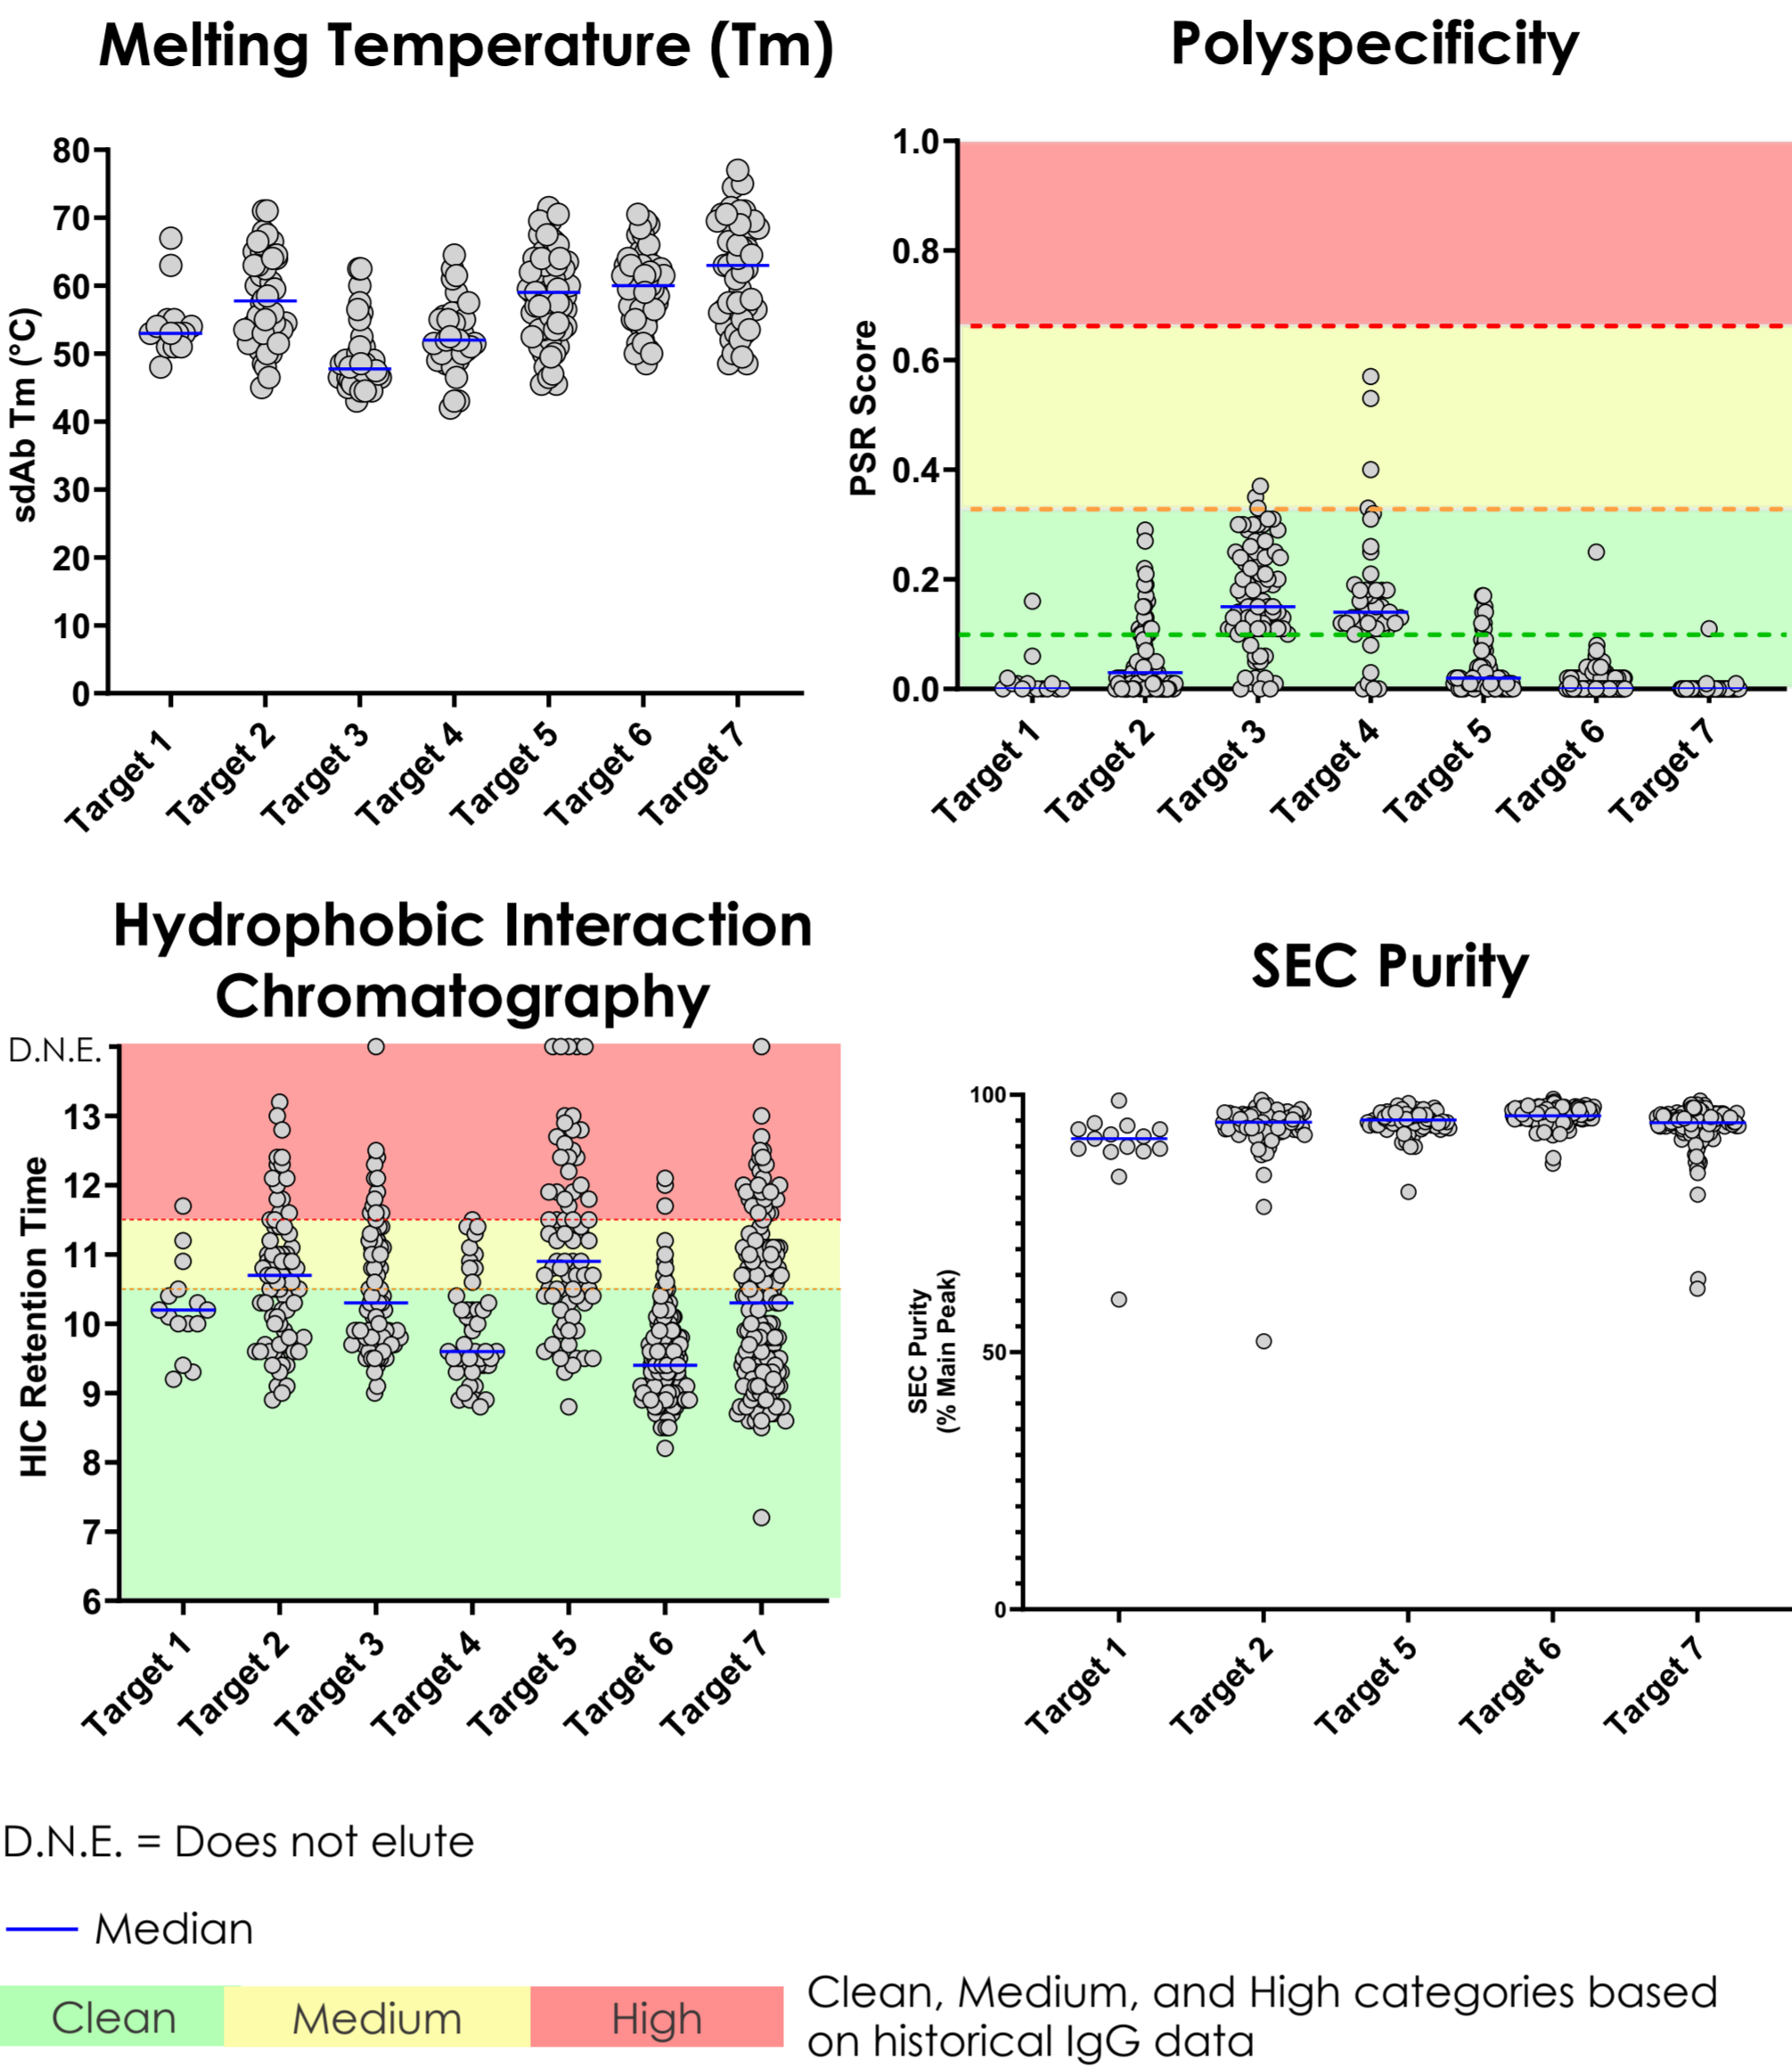 Melting Temperature (Tm)
sdAb Tm (°C)
80
70
60
50
40
30
20
10
0
Target 1
Target 2
Target 3
Target 4
Target 5
Target 6
Target 7
Polyspecificity
PSR Score
1.0
0.8
0.6
0.4
0.2
0.0
Target 1
Target 2
Target 3
Target 4
Target 5
Target 6
Target 7
Hydrophobic Interaction
Chromatography
HIC Retention Time
D.N.E.
13
12
11
10
9
8
7
6
Target 1
Target 2
Target 3
Target 4
Target 5
Target 6
Target 7
SEC Purity
SEC Purity
(% Main Peak)
100
50
0
Target 1
Target 2
Target 5
Target 6
Target 7
D.N.E. = Does not elute
Median
Clean Medium High
Clean, Medium, and High categories based
on historical IgG data